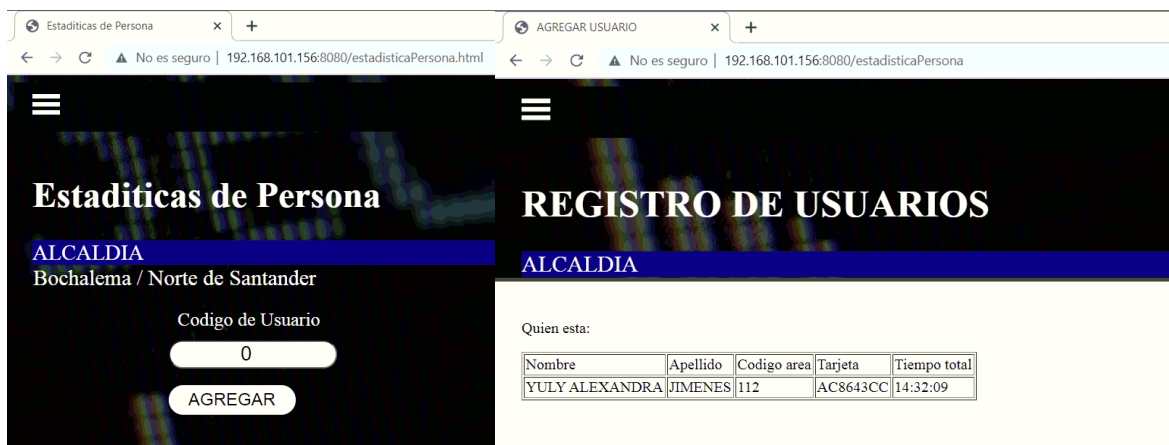 Estaditicas de Persona
No es seguro | 192.168.101.156:8080/estadisticaPersona.html
Estaditicas de Persona
ALCALDIA
Bochalema / Norte de Santander
Codigo de Usuario
0
AGREGAR
AGREGAR USUARIO
No es seguro | 192.168.101.156:8080/estadisticaPersona
REGISTRO DE USUARIOS
ALCALDIA
Quien esta:
Nombre Apellido Codigo area Tarjeta Tiempo total
YULY ALEXANDRA JIMENES 112 AC8643CC 14:32:09